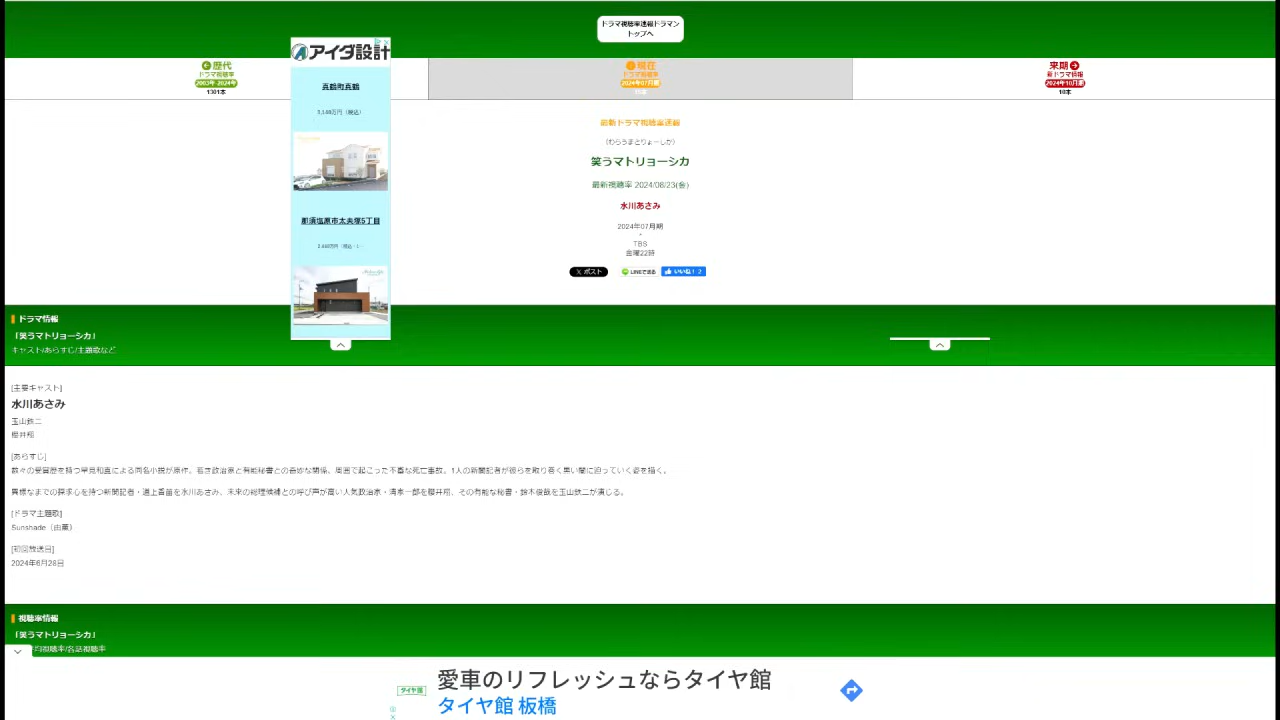 ドラマ視聴率速報ドラマン
トップへ
歴代
ドラマ視聴率
2003年-2024年
1301本
現在
ドラマ視聴率
2024年07月期
来期
新ドラマ情報
2024年10月期
18本
アイダ設計
真鶴町真鶴
那須塩原市太夫塚5丁目
最新ドラマ視聴率速報
(わらうまとりょーしか)
笑うマトリョーシカ
最新視聴率 2024/08/23(金)
水川あさみ
2024年07月期
*
TBS
金曜22時
X ポスト
LINEで送る
いいね! 2
ドラマ情報
「笑うマトリョーシカ」
キャスト/あらすじ/主題歌など
[主要キャスト]
水川あさみ
玉山鉄二
櫻井翔
[あらすじ]
数々の受賞歴を持つ早見和真による同名小説が原作。若き政治家と有能秘書との奇妙な関係、周囲で起こった不審な死亡事故。1人の新聞記者が彼らを取り巻く黒い闇に迫っていく姿を描く。
異様なまでの探求心を持つ新聞記者・道上香苗を水川あさみ、未来の総理候補との呼び声が高い人気政治家・清家一郎を櫻井翔、その有能な秘書・鈴木俊哉を玉山鉄二が演じる。
[ドラマ主題歌]
Sunshade（由薫）
[初回放送日]
2024年6月28日
視聴率情報
「笑うマトリョーシカ」
均視聴率/各話視聴率
タイヤ館
愛車のリフレッシュならタイヤ館
タイヤ館 板橋